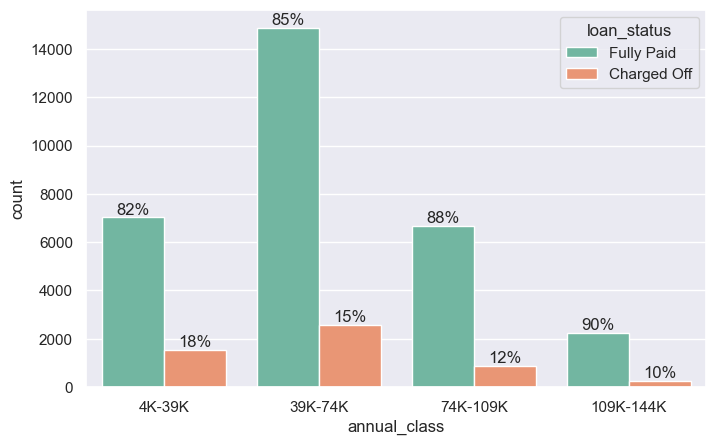 85%
loan_status
Fully Paid
Charged Off
14000
12000
10000
count
8000
82%
88%
6000
4000
15%
90%
2000
18%
12%
10%
0
4K-39K
39K-74K
74K-109K
109K-144K
annual_class